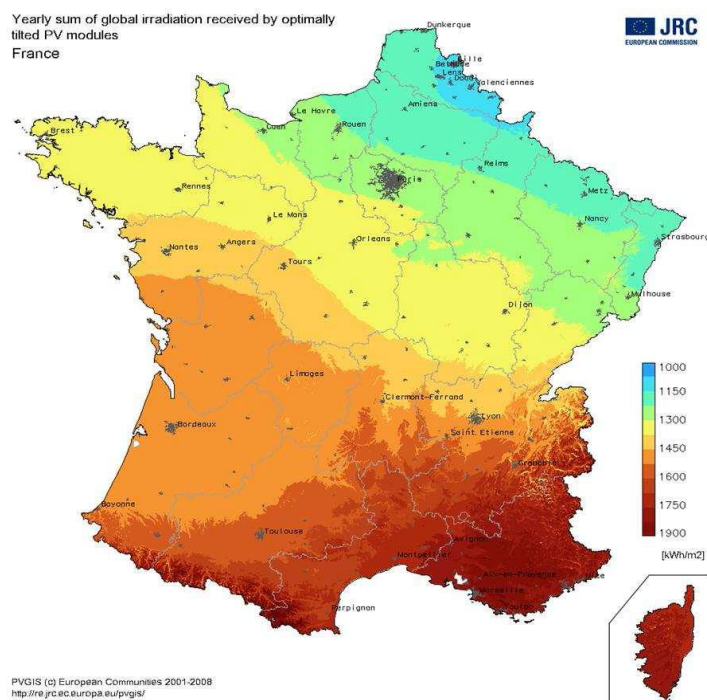 Yearly sum of global irradiation received by optimally
tilted PV modules
France
JRC
EUROPEAN COMMISSION
Dunkerque
Lille
Lens
Valenciennes
Amiens
Le Havre
Rouen
Caen
Reims
Metz
Paris
Nancy
Strasbourg
Brest
Rennes
Le Mans
Orleans
Nantes
Angers
Tours
Mulhouse
Dijon
Limoges
Clermont-Ferrand
Lyon
Saint Etienne
Bordeaux
Grenoble
Bayonne
Toulouse
Avignon
Montpellier
Aix-en-Provence
Marseille
Toulon
Perpignan
1000
1150
1300
1450
1600
1750
1900
[kWh/m2]
PVGIS (c) European Communities 2001-2008
http://re.jrc.ec.europa.eu/pvgis/